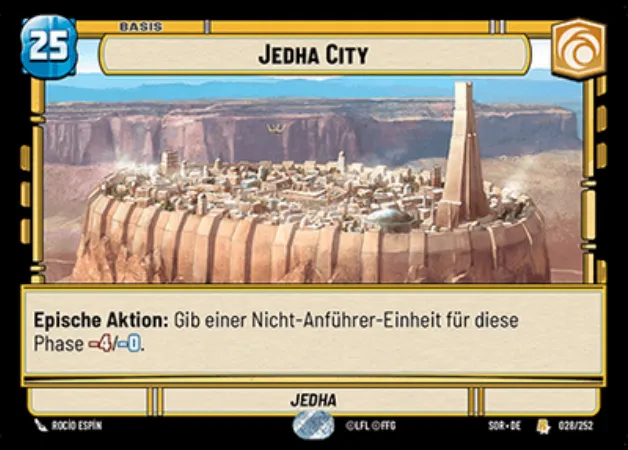 BASIS
25
JEDHA CITY
Epische Aktion: Gib einer Nicht-Anführer-Einheit für diese
Phase -4/-0.
JEDHA
ROCÍO ESPÍN
©LFL ©FFG
SOR • DE
028/252